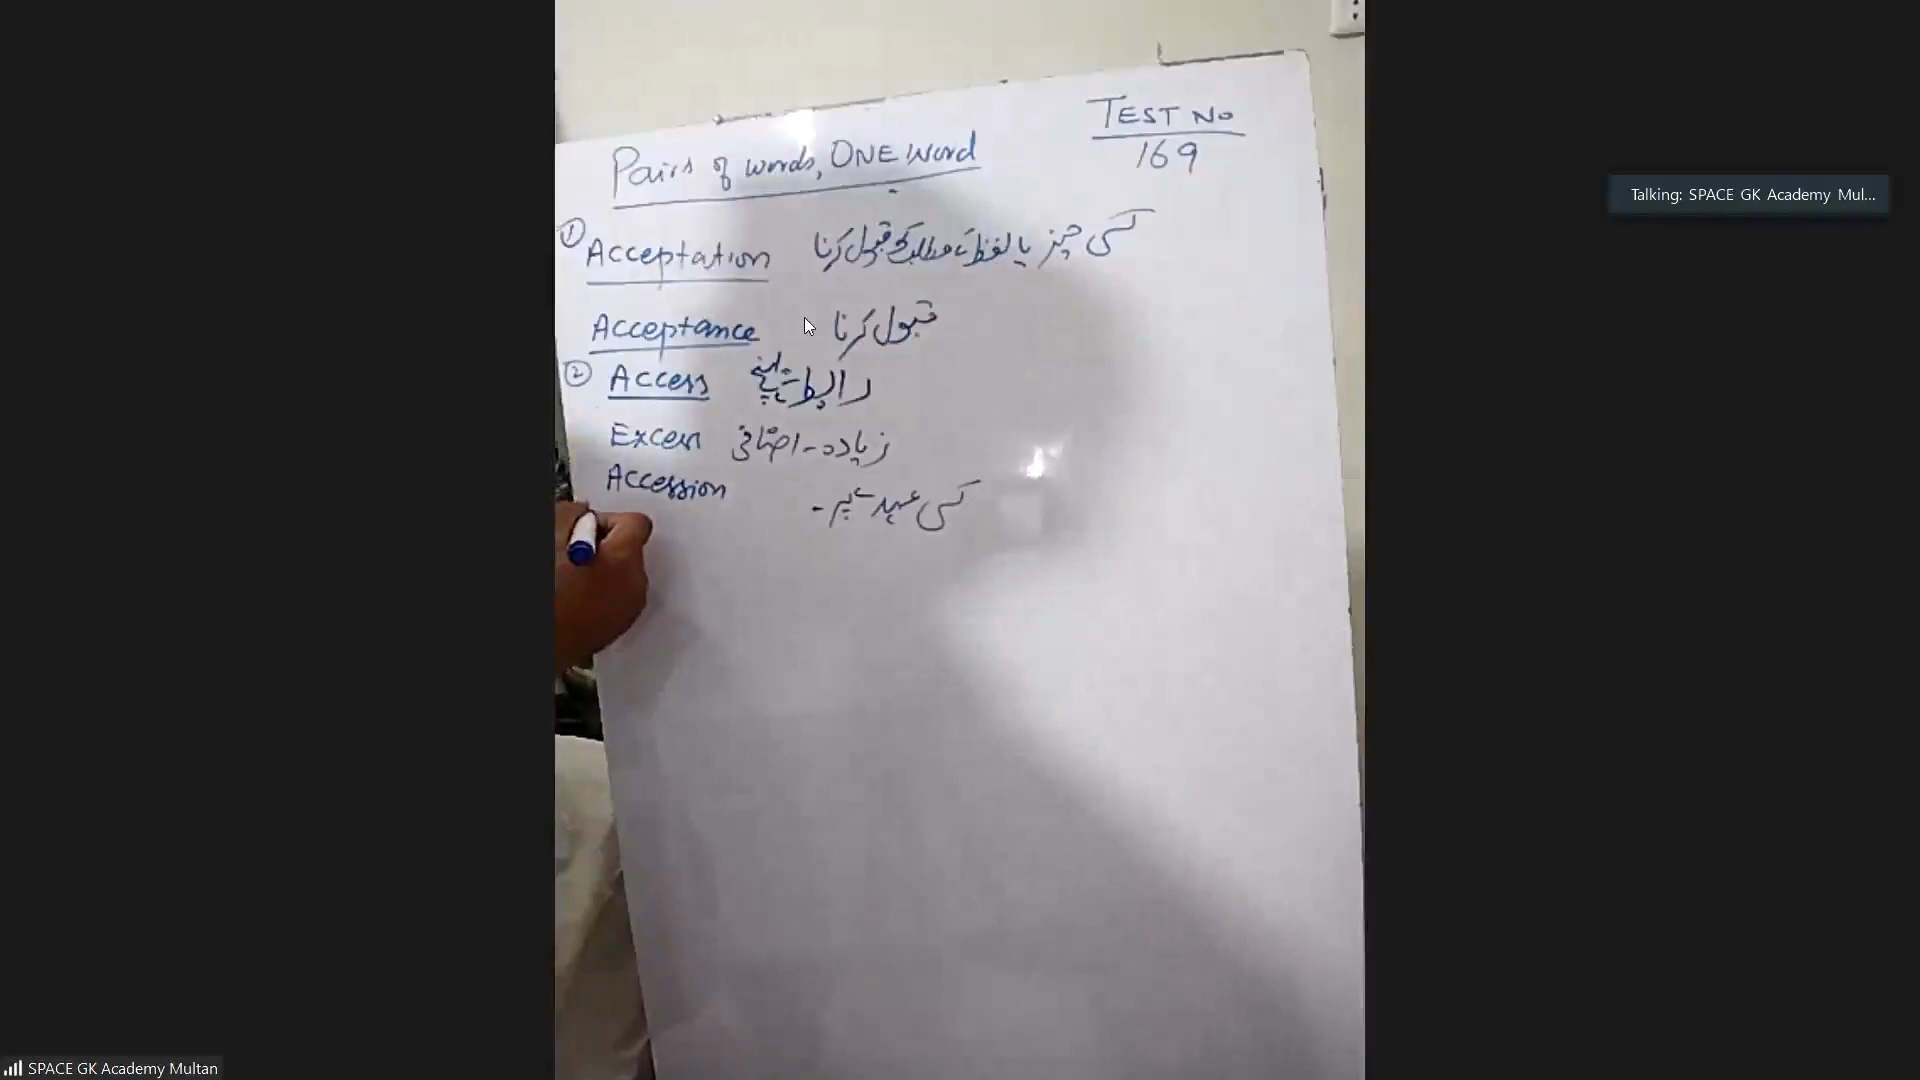 TEST No
169
Pairs of words, ONE Word
① Acceptation کسی چیز یا لفظ کے مطلب کو قبول کرنا
Acceptance قبول کرنا
② Access رابطہ
Excess زیادہ - اضافی
Accession کسی عہدے پر -
Talking: SPACE GK Academy Mul...
SPACE GK Academy Multan